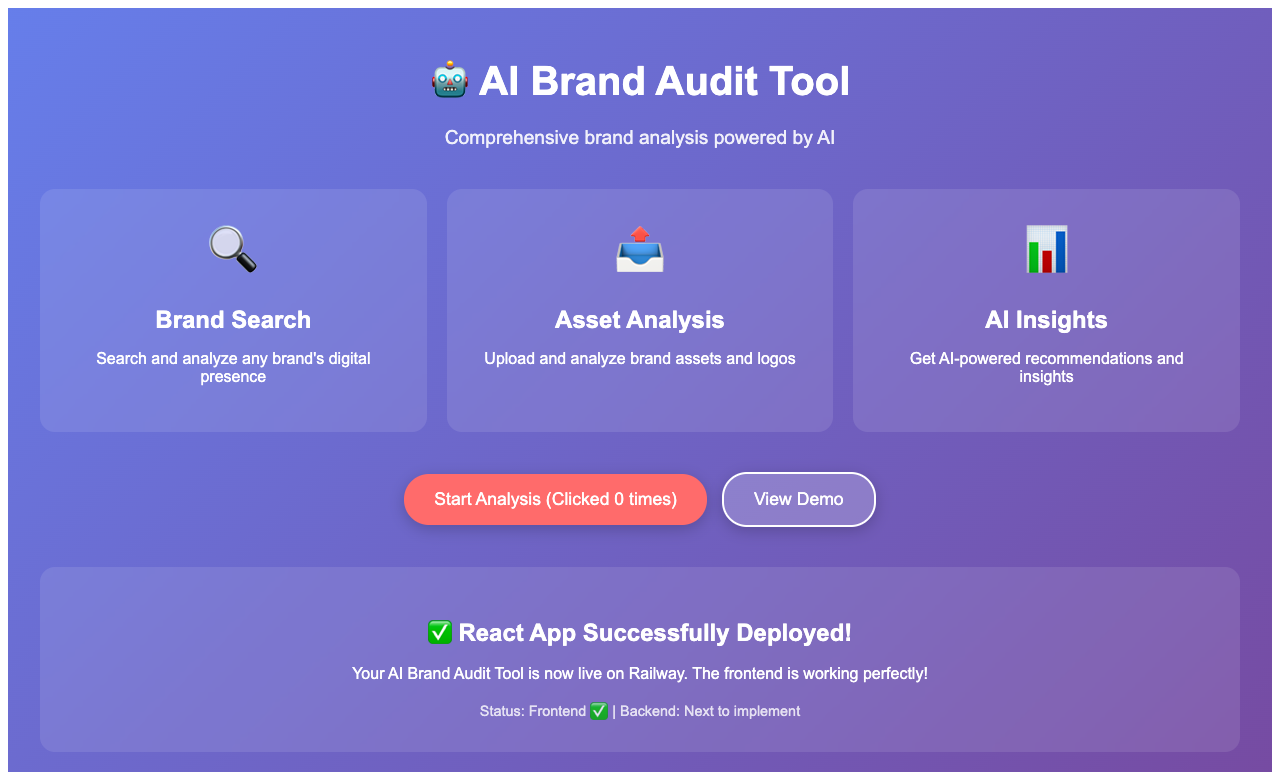 🤖 AI Brand Audit Tool
Comprehensive brand analysis powered by AI
Brand Search
Search and analyze any brand's digital
presence
Asset Analysis
Upload and analyze brand assets and logos
AI Insights
Get AI-powered recommendations and
insights
Start Analysis (Clicked 0 times)
View Demo
✅ React App Successfully Deployed!
Your AI Brand Audit Tool is now live on Railway. The frontend is working perfectly!
Status: Frontend ✅ | Backend: Next to implement